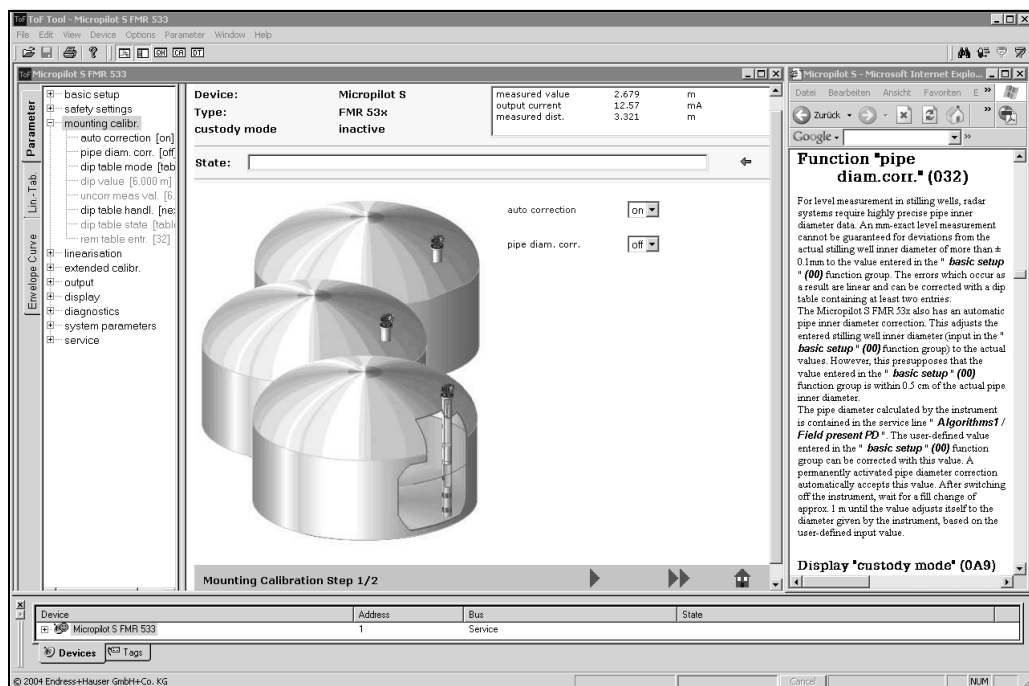 ToF Tool - Micropilot S FMR 533
File Edit View Device Options Parameter Window Help
Micropilot S FMR 533
Parameter
Lin.-Tab.
Envelope Curve
basic setup
safety settings
mounting calibr.
auto correction [on]
pipe diam. corr. [off
dip table mode [tab
dip value [6.000 m]
uncorr meas val. [6.
dip table handl. [ne
dip table state [table
rem table entr. [32]
linearisation
extended calibr.
output
display
diagnostics
system parameters
service
Device: Micropilot S
Type: FMR 53x
custody mode inactive
measured value 2.679 m
output current 12.57 mA
measured dist. 3.321 m
State:
auto correction on
pipe diam. corr. off
Mounting Calibration Step 1/2
Micropilot S - Microsoft Internet Explo...
Datei Bearbeiten Ansicht Favoriten E »
Zurück »
Google »
Function "pipe
diam.corr." (032)
For level measurement in stilling wells, radar
systems require highly precise pipe inner
diameter data. An mm-exact level measurement
cannot be guaranteed for deviations from the
actual stilling well inner diameter of more than ±
0.1mm to the value entered in the " basic setup
" (00) function group. The errors which occur as
a result are linear and can be corrected with a dip
table containing at least two entries.
The Micropilot S FMR 53x also has an automatic
pipe inner diameter correction. This adjusts the
entered stilling well inner diameter (input in the "
basic setup " (00) function group) to the actual
values. However, this presupposes that the
value entered in the " basic setup " (00)
function group is within 0.5 cm of the actual pipe
inner diameter.
The pipe diameter calculated by the instrument
is contained in the service line " Algorithms1 /
Field present PD ". The user-defined value
entered in the " basic setup " (00) function
group can be corrected with this value. A
permanently activated pipe diameter correction
automatically accepts this value. After switching
off the instrument, wait for a fill change of
approx. 1 m until the value adjusts itself to the
diameter given by the instrument, based on the
user-defined input value.
Display "custody mode" (0A9)
Device Address Bus State
Micropilot S FMR 533 1 Service
Devices Tags
© 2004 Endress+Hauser GmbH+Co. KG Cancel NUM